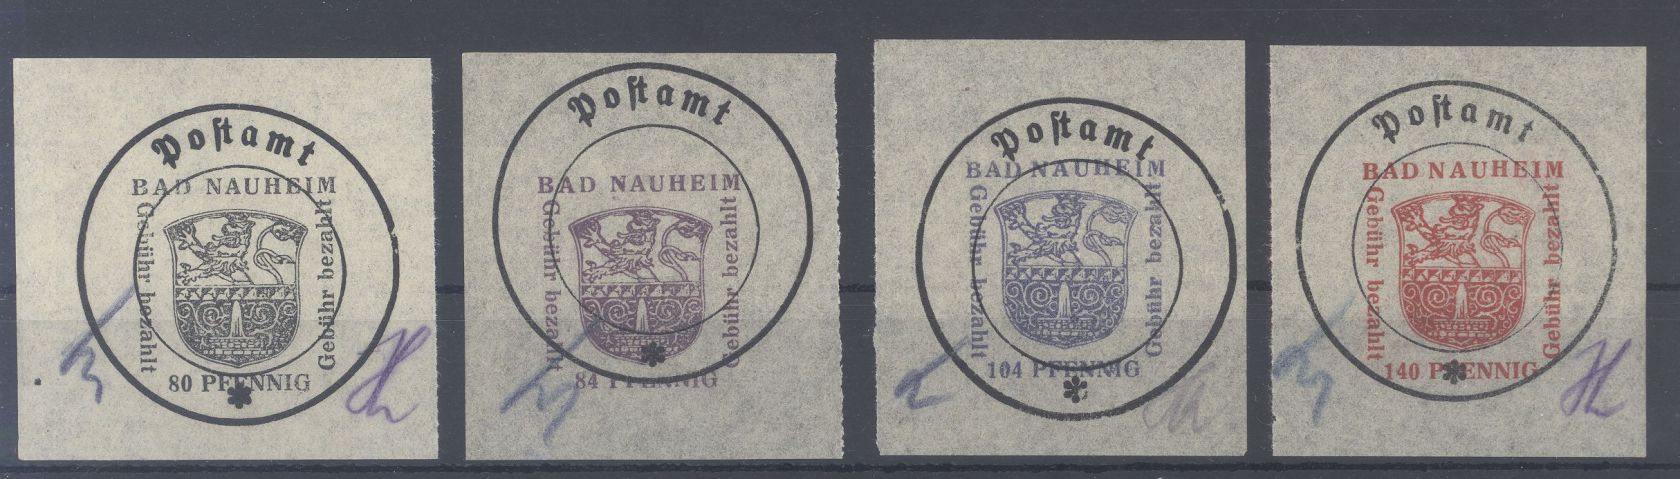 Postamt
BAD NAUHEIM
Gebühr bezahlt
Gebühr bezahlt
80 PFENNIG
Postamt
BAD NAUHEIM
Gebühr bezahlt
Gebühr bezahlt
84 PFENNIG
Postamt
BAD NAUHEIM
Gebühr bezahlt
Gebühr bezahlt
104 PFENNIG
Postamt
BAD NAUHEIM
Gebühr bezahlt
Gebühr bezahlt
140 PFENNIG